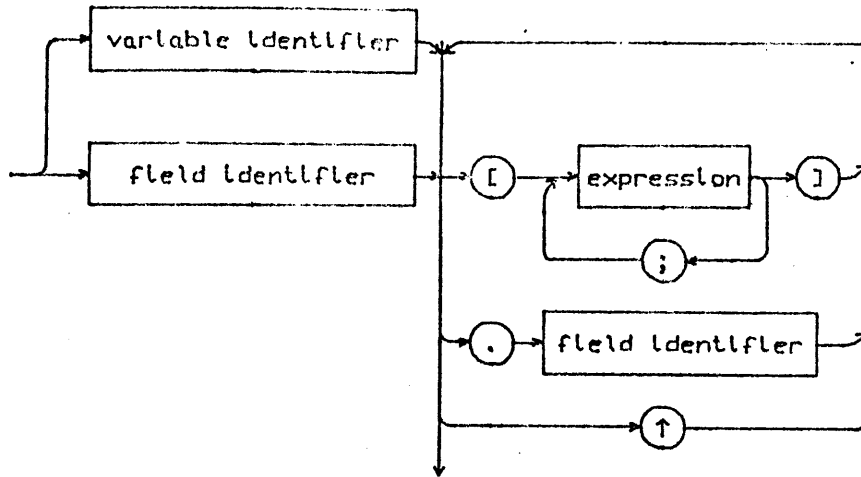 variable identifier
field identifier
[
expression
]
;
.
field identifier
↑